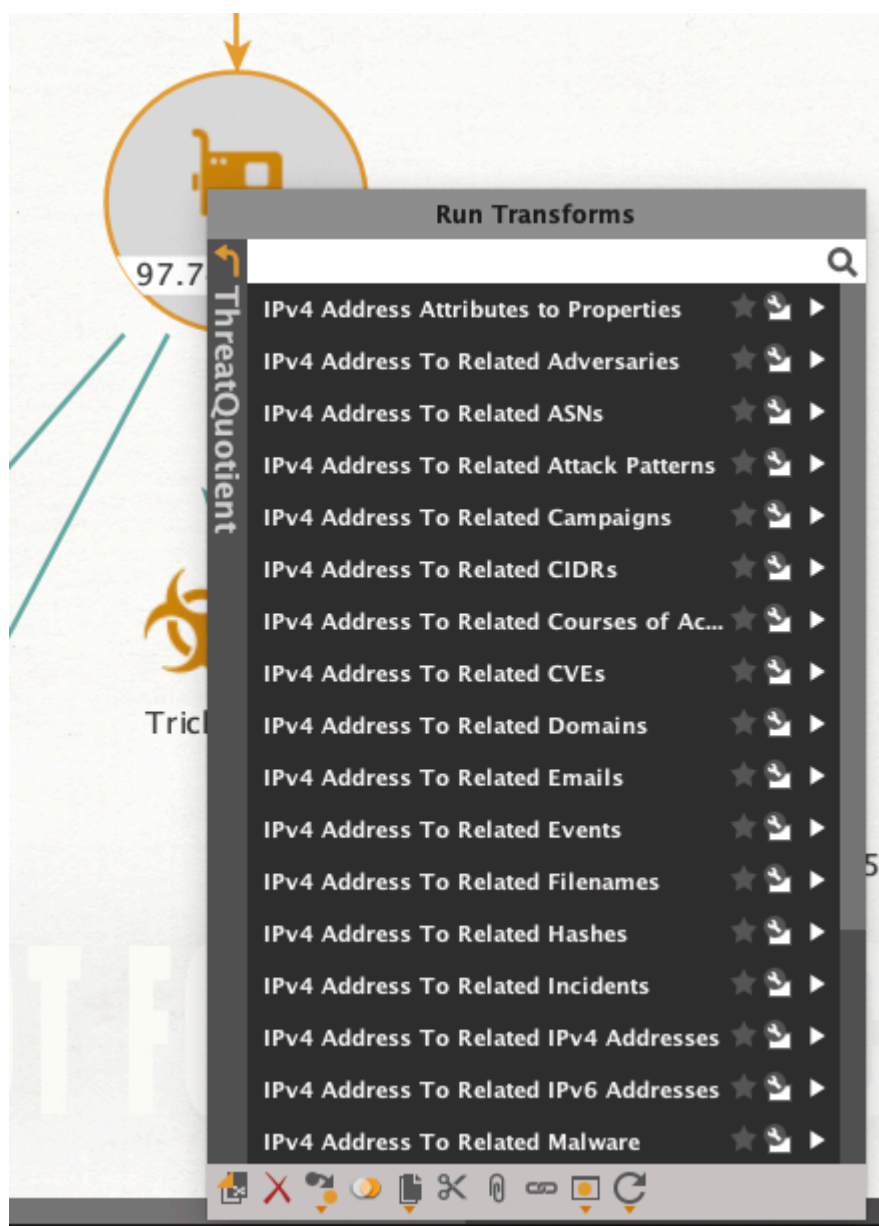 Run Transforms
97.7
ThreatQuotient
IPv4 Address Attributes to Properties
IPv4 Address To Related Adversaries
IPv4 Address To Related ASNs
IPv4 Address To Related Attack Patterns
IPv4 Address To Related Campaigns
IPv4 Address To Related CIDRs
IPv4 Address To Related Courses of Ac...
IPv4 Address To Related CVEs
IPv4 Address To Related Domains
Tric
IPv4 Address To Related Emails
IPv4 Address To Related Events
5
IPv4 Address To Related Filenames
IPv4 Address To Related Hashes
IPv4 Address To Related Incidents
IPv4 Address To Related IPv4 Addresses
IPv4 Address To Related IPv6 Addresses
IPv4 Address To Related Malware